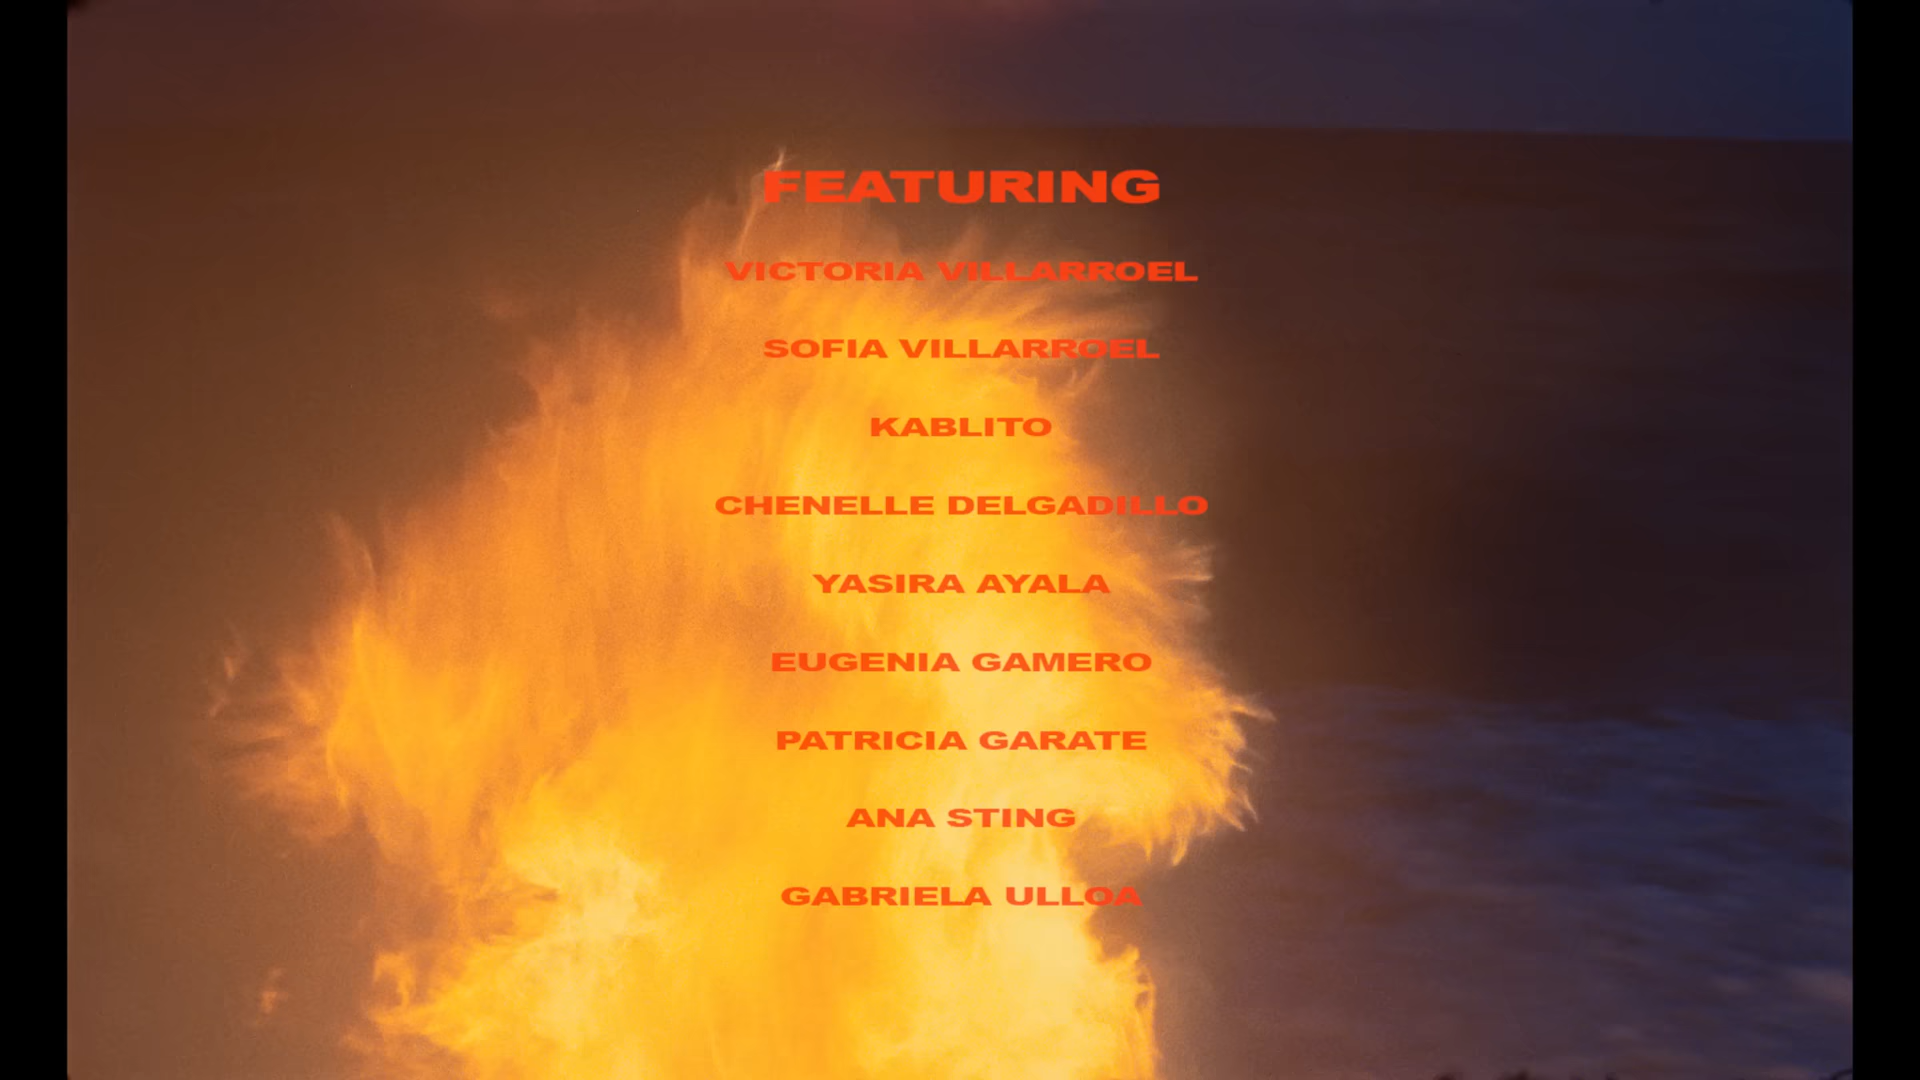 FEATURING
VICTORIA VILLARROEL
SOFIA VILLARROEL
KABLITO
CHENELLE DELGADILLO
YASIRA AYALA
EUGENIA GAMERO
PATRICIA GARATE
ANA STING
GABRIELA ULLOA